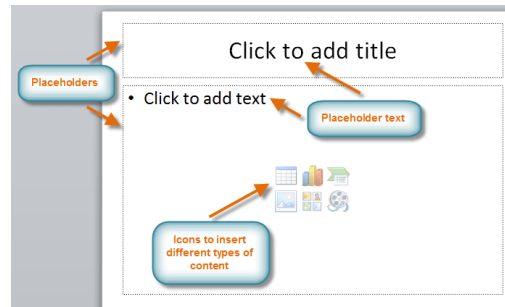 Click to add title
Placeholders
• Click to add text
Placeholder text
Icons to insert
different types of
content